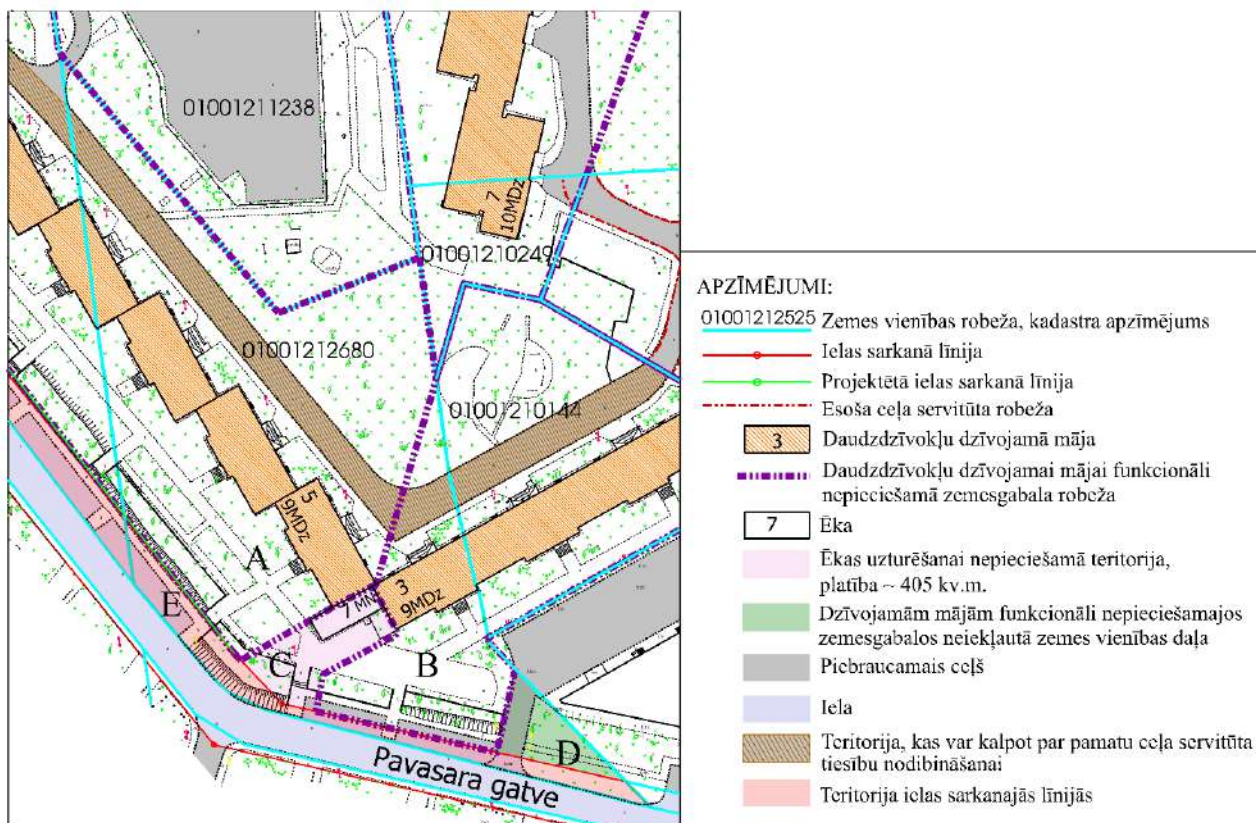 01001211238
7
10MDz
01001210249
01001212680
01001210144
5
9MDz
A
3
9MDz
7 MN
E
C
B
D
Pavasara gatve
APZĪMĒJUMI:
01001212525 Zemes vienības robeža, kadastra apzīmējums
Ielas sarkanā līnija
Projektētā ielas sarkanā līnija
Esoša ceļa servitūta robeža
3 Daudzdzīvokļu dzīvojamā māja
Daudzdzīvokļu dzīvojamai mājai funkcionāli
nepieciešamā zemesgabala robeža
7 Ēka
Ēkas uzturēšanai nepieciešamā teritorija,
platība ~ 405 kv.m.
Dzīvojamām mājām funkcionāli nepieciešamajos
zemesgabalos neiekļautā zemes vienības daļa
Piebraucamais ceļš
Iela
Teritorija, kas var kalpot par pamatu ceļa servitūta
tiesību nodibināšanai
Teritorija ielas sarkanajās līnijās